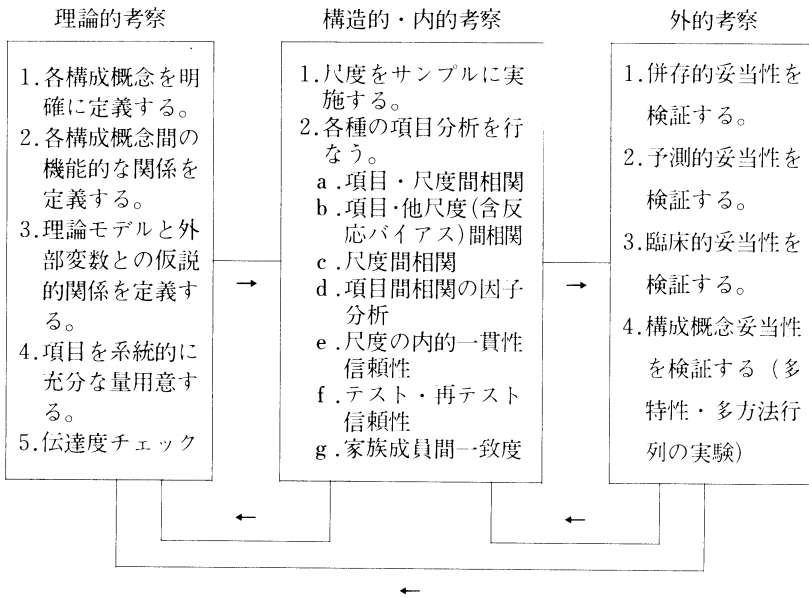 理論的考察
1.各構成概念を明
確に定義する。
2.各構成概念間の
機能的な関係を
定義する。
3.理論モデルと外
部変数との仮説
的関係を定義す
る。
4.項目を系統的に
充分な量用意す
る。
5.伝達度チェック
→
構造的・内的考察
1.尺度をサンプルに実
施する。
2.各種の項目分析を行
なう。
a.項目・尺度間相関
b.項目・他尺度(含反
応バイアス)間相関
c.尺度間相関
d.項目間相関の因子
分析
e.尺度の内的一貫性
信頼性
f.テスト・再テスト
信頼性
g.家族成員間一致度
→
外的考察
1.併存的妥当性を
検証する。
2.予測的妥当性を
検証する。
3.臨床的妥当性を
検証する。
4.構成概念妥当性
を検証する（多
特性・多方法行
列の実験）
←
←
←